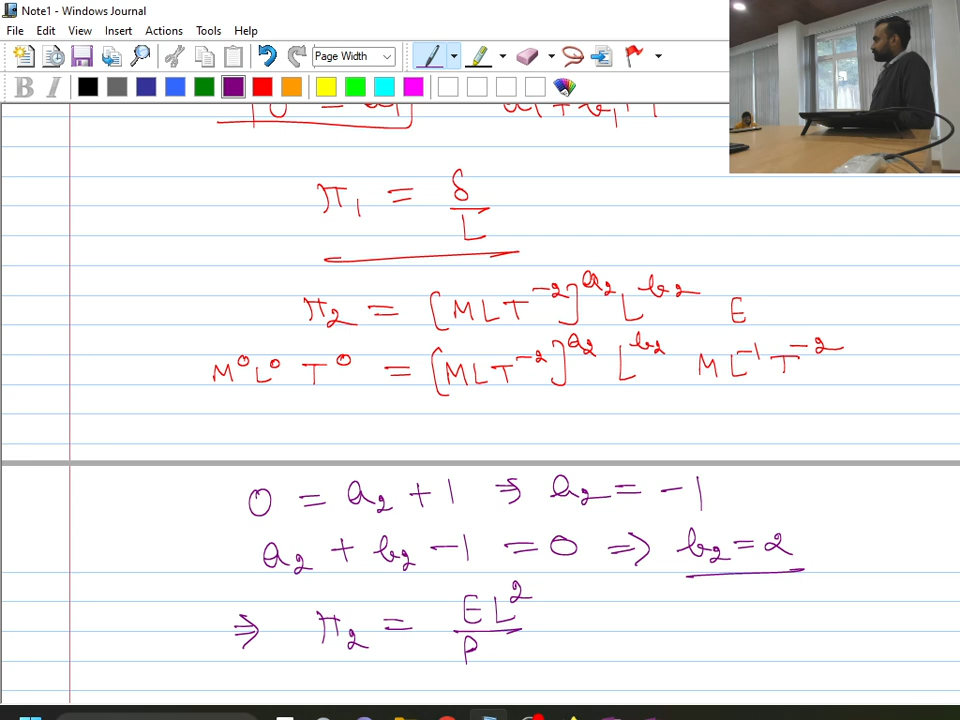 Note1 - Windows Journal
File Edit View Insert Actions Tools Help
Page Width
B I
π₁ = δ/L
π₂ = [MLT⁻²]^a₂ L^b₂ E
M⁰L⁰ T⁰ = [MLT⁻²]^a₂ L^b₂ ML⁻¹T⁻²
0 = a₂ + 1 ⇒ a₂ = -1
a₂ + b₂ - 1 = 0 ⇒ b₂ = 2
⇒ π₂ = EL²/P